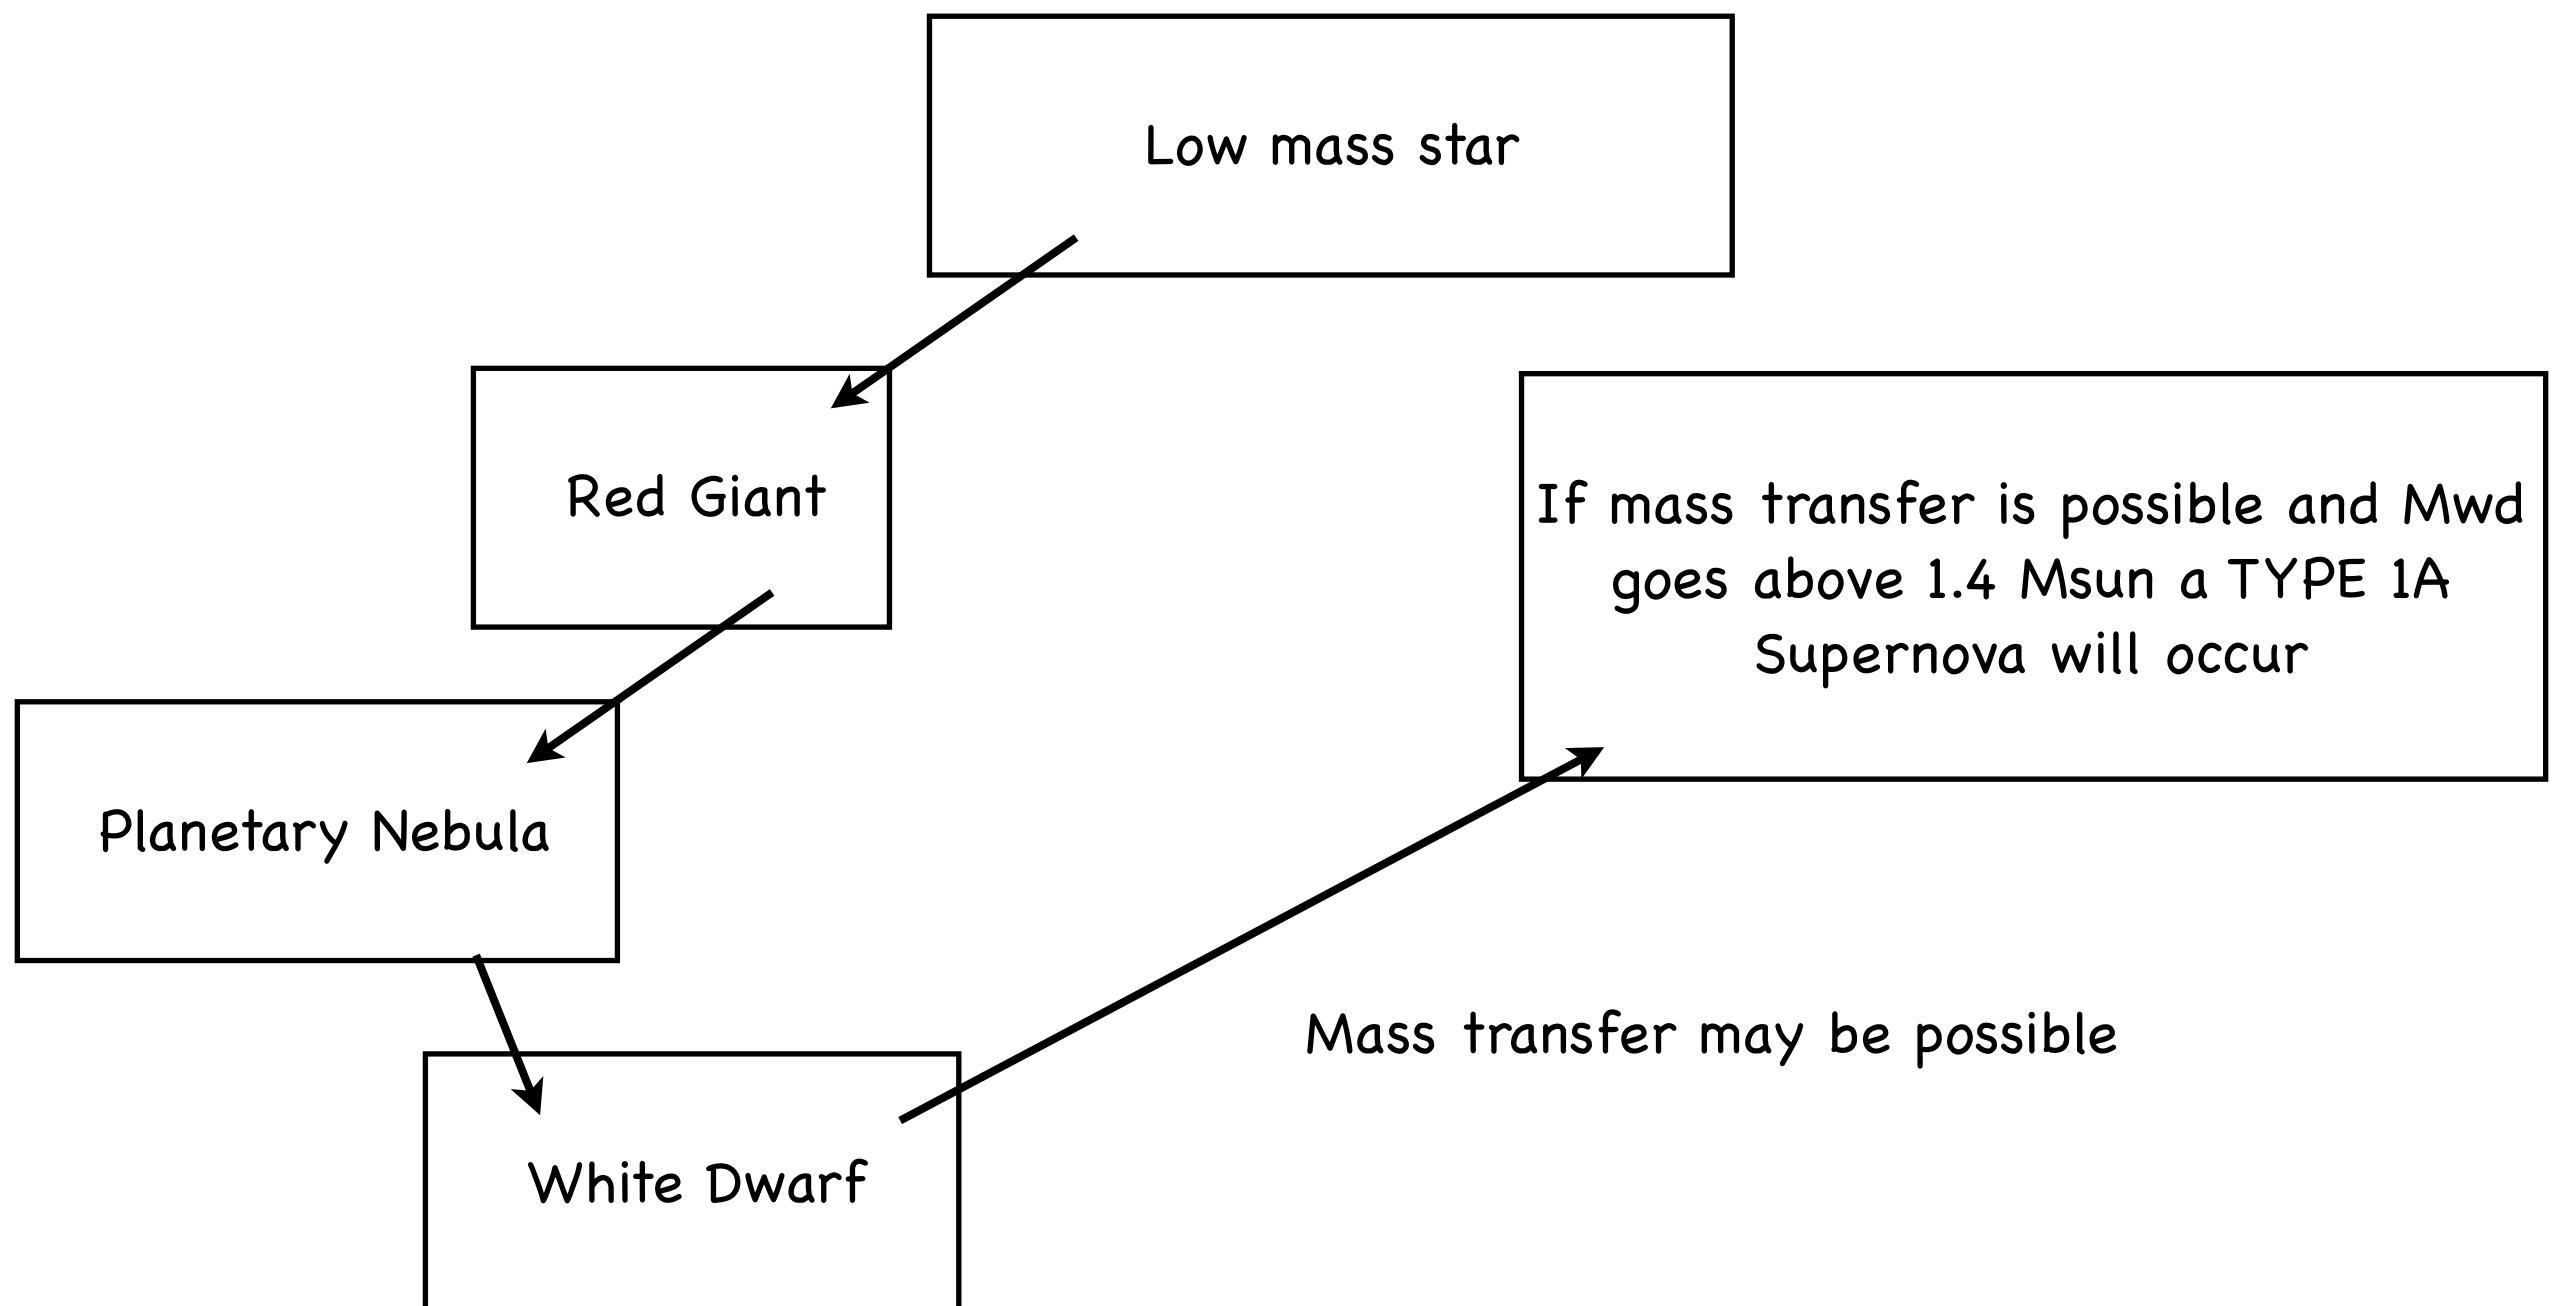 Low mass star
Red Giant
If mass transfer is possible and Mwd
goes above 1.4 Msun a TYPE 1A
Supernova will occur
Planetary Nebula
Mass transfer may be possible
White Dwarf